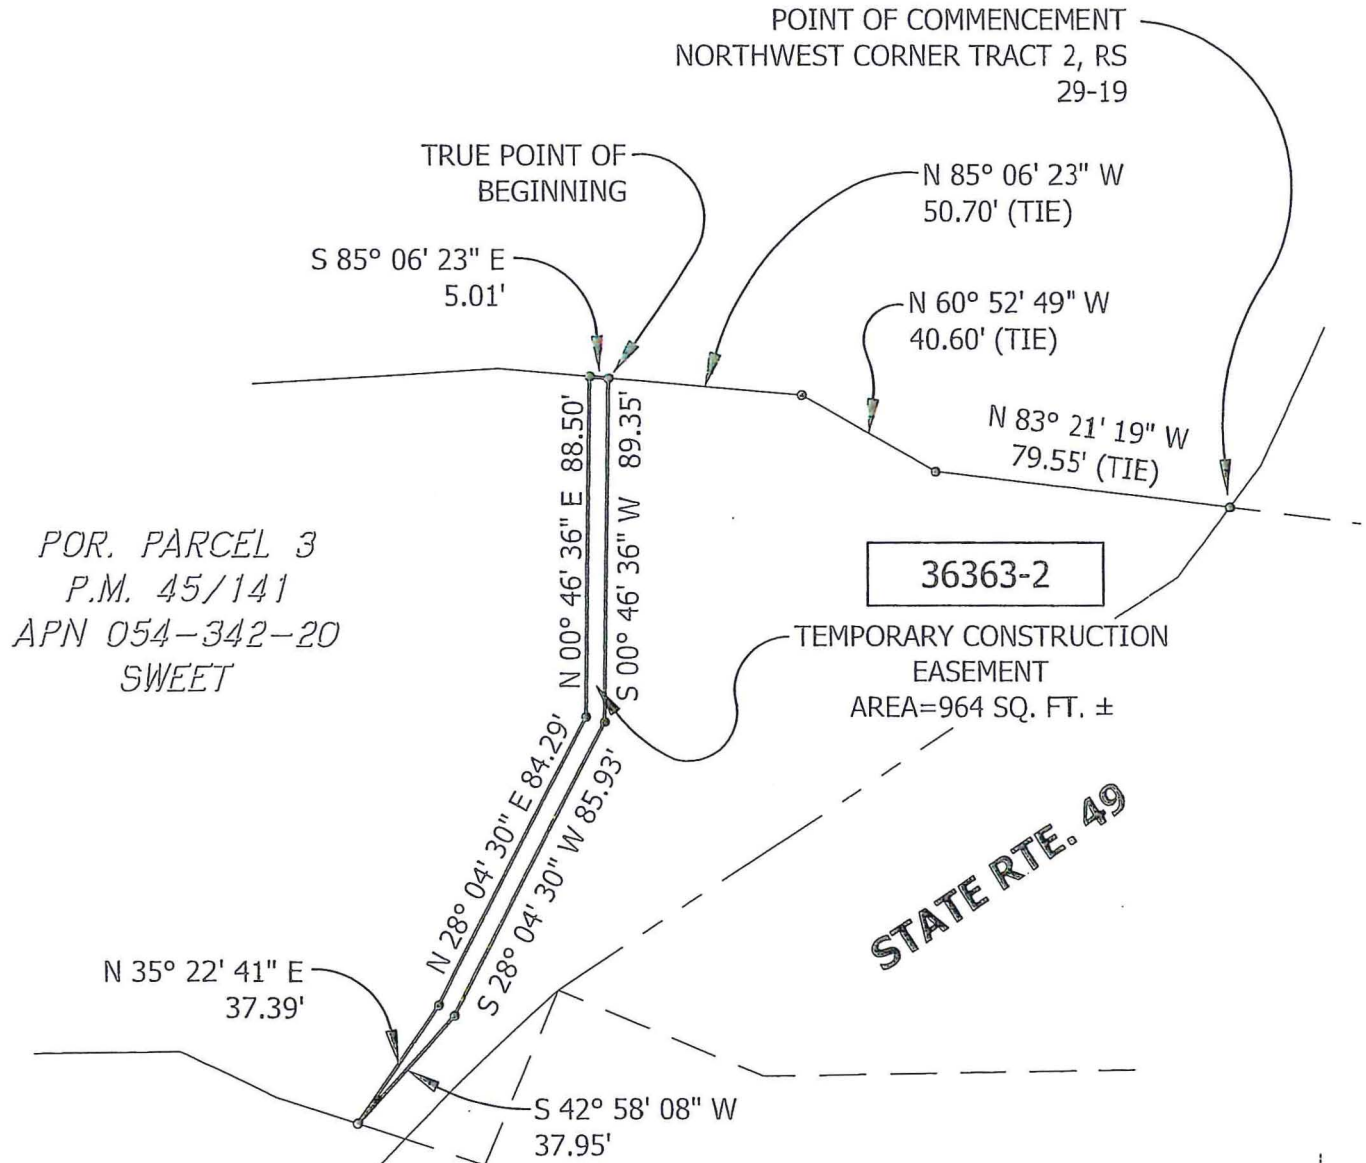 POINT OF COMMENCEMENT
NORTHWEST CORNER TRACT 2, RS
29-19
TRUE POINT OF
BEGINNING
N 85° 06' 23" W
50.70' (TIE)
S 85° 06' 23" E
5.01'
N 60° 52' 49" W
40.60' (TIE)
N 83° 21' 19" W
79.55' (TIE)
N 00° 46' 36" E 88.50'
S 00° 46' 36" W 89.35'
POR. PARCEL 3
P.M. 45/141
APN 054-342-20
SWEET
36363-2
TEMPORARY CONSTRUCTION
EASEMENT
AREA=964 SQ. FT. ±
N 28° 04' 30" E 84.29'
S 28° 04' 30" W 85.93'
STATE RTE. 49
N 35° 22' 41" E
37.39'
S 42° 58' 08" W
37.95'